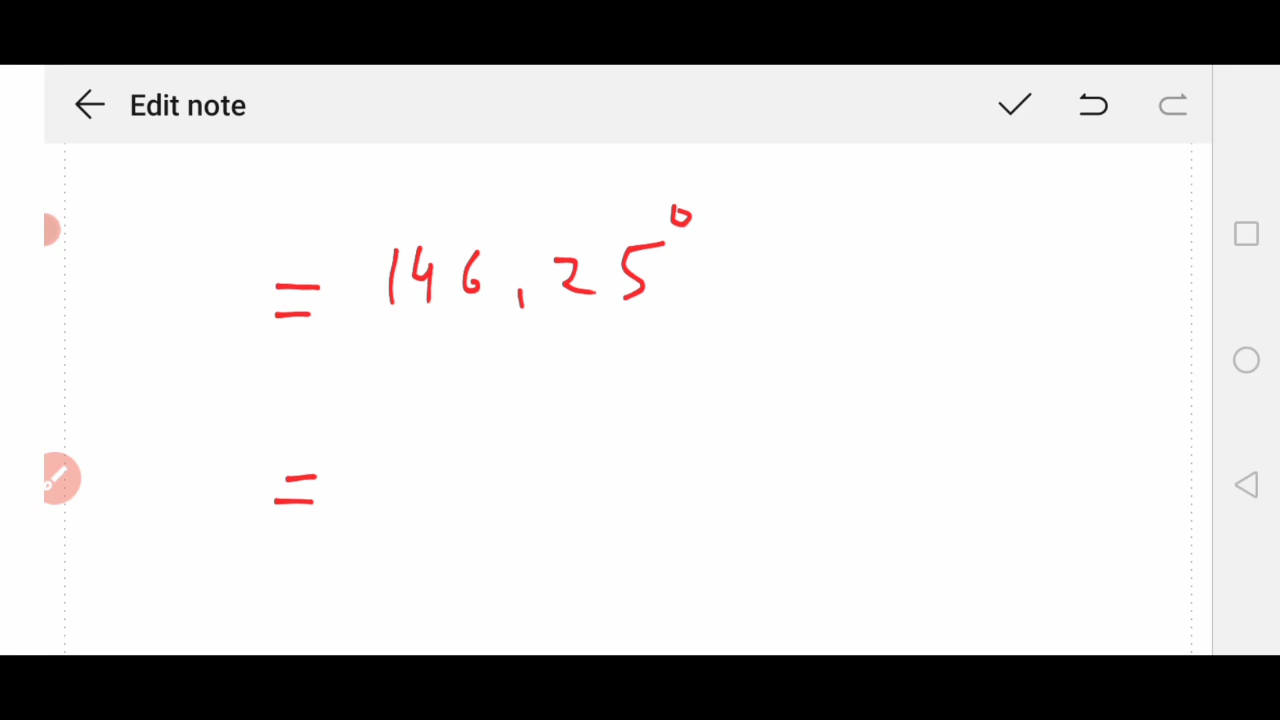 Edit note
= 146,25°
=